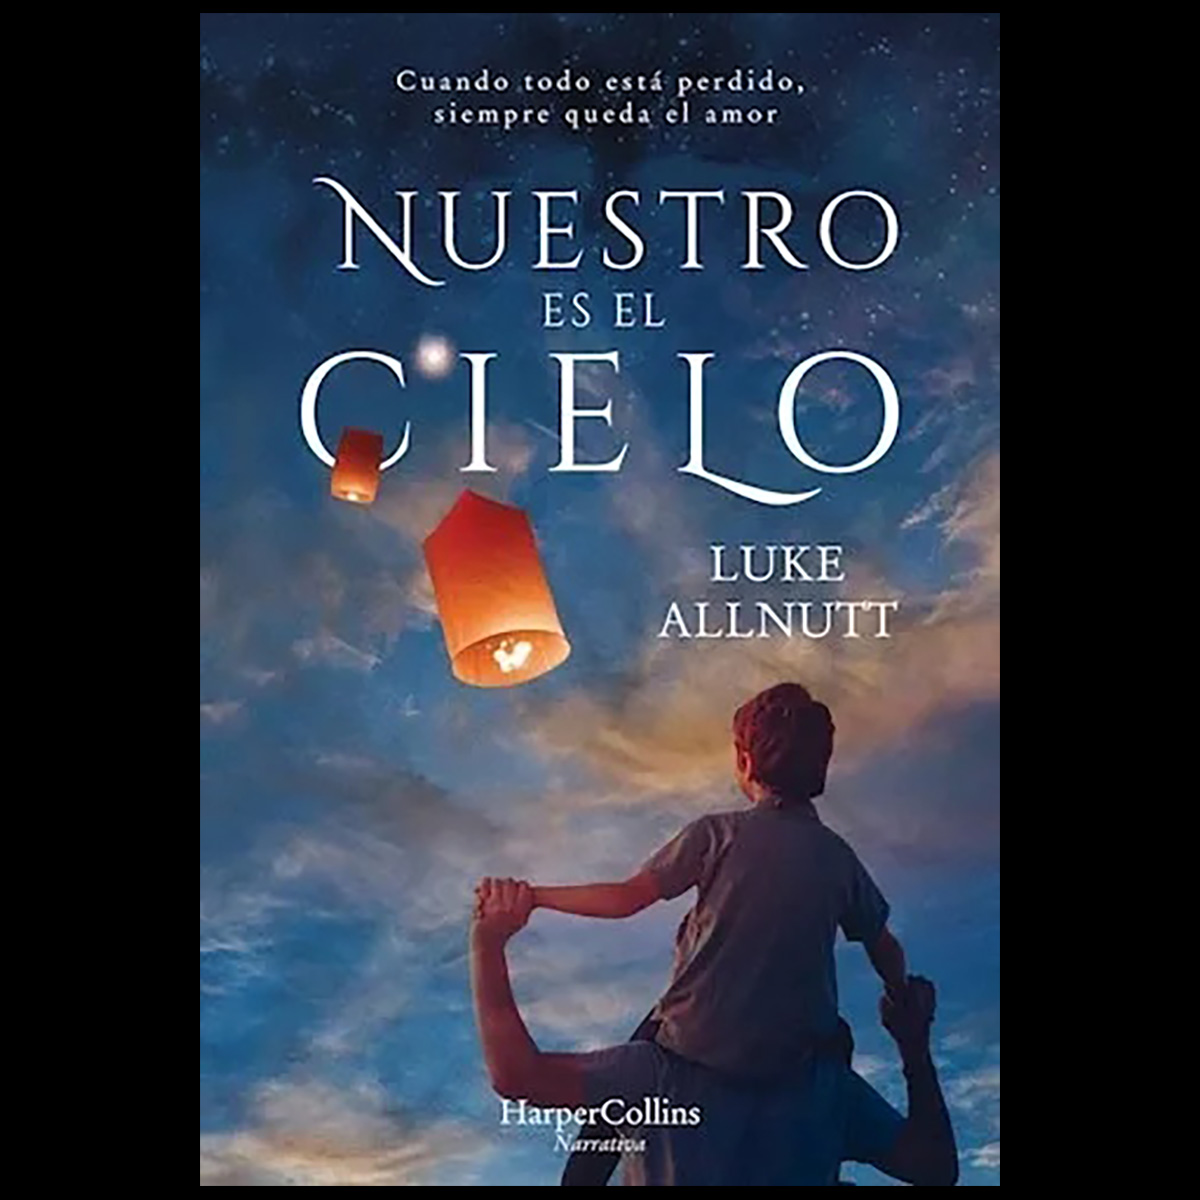 Cuando todo está perdido,
siempre queda el amor
NUESTRO
ES EL
CIELO
LUKE
ALLNUTT
HarperCollins
Narrativa